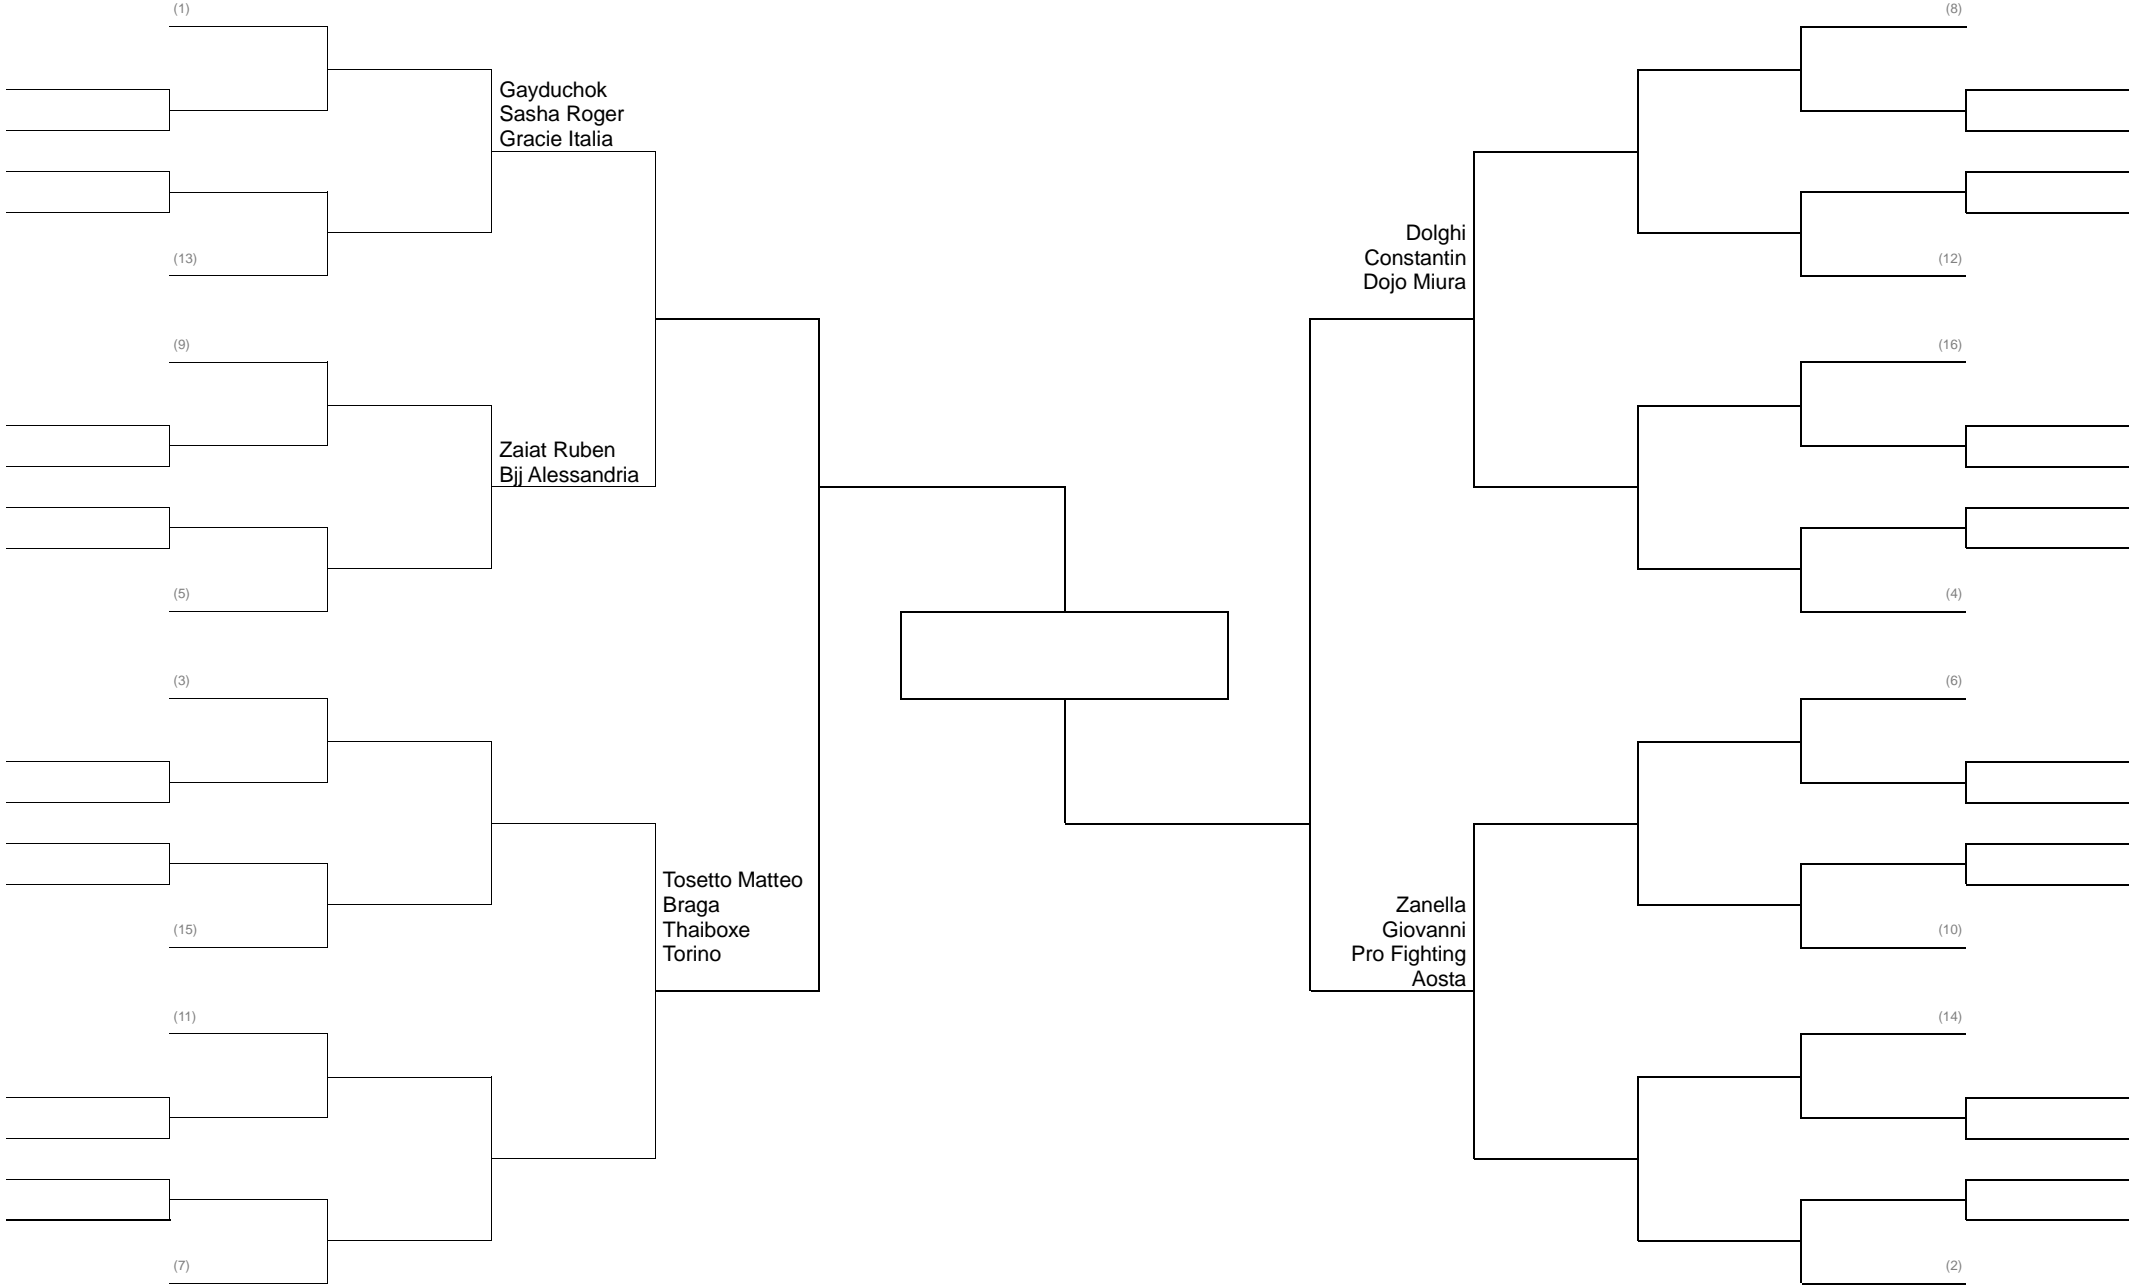 (1)
(8)
Gayduchok
Sasha Roger
Gracie Italia
Dolghi
Constantin
Dojo Miura
(13)
(12)
(9)
(16)
Zaiat Ruben
Bjj Alessandria
(5)
(4)
(3)
(6)
Tosetto Matteo
Braga
Thaiboxe
Torino
Zanella
Giovanni
Pro Fighting
Aosta
(15)
(10)
(11)
(14)
(7)
(2)